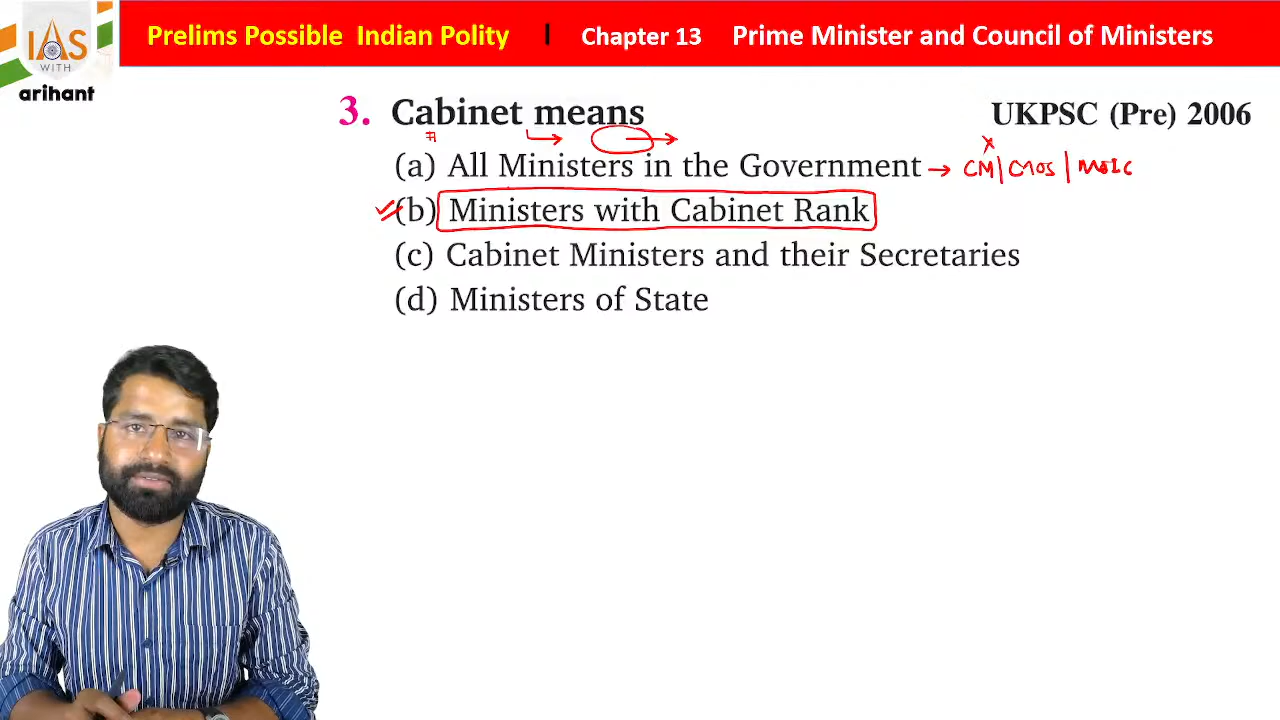 IAS
WITH
arihant
Prelims Possible Indian Polity | Chapter 13 Prime Minister and Council of Ministers
3. Cabinet means UKPSC (Pre) 2006
(a) All Ministers in the Government → CM | MOS |
(b) Ministers with Cabinet Rank
(c) Cabinet Ministers and their Secretaries
(d) Ministers of State